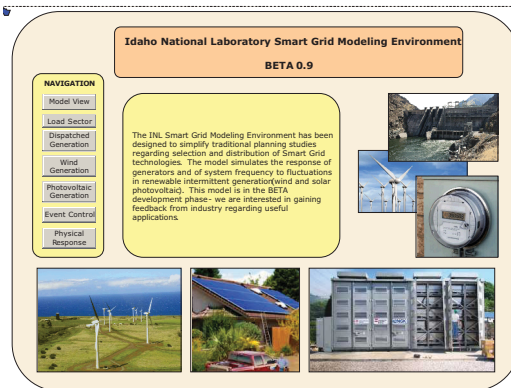 Idaho National Laboratory Smart Grid Modeling Environment
BETA 0.9
NAVIGATION
Model View
Load Sector
Dispatched
Generation
Wind
Generation
Photovoltaic
Generation
Event Control
Physical
Response
The INL Smart Grid Modeling Environment has been
designed to simplify traditional planning studies
regarding selection and distribution of Smart Grid
technologies. The model simulates the response of
generators and of system frequency to fluctuations
in renewable intermittent generation(wind and solar
photovoltaic). This model is in the BETA
development phase- we are interested in gaining
feedback from industry regarding useful
applications.